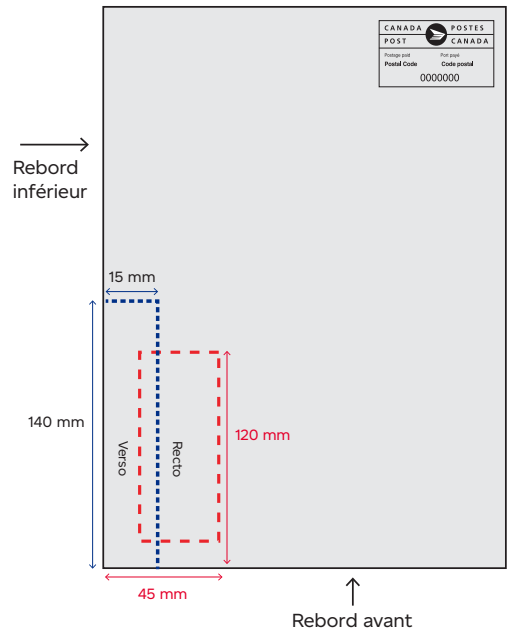 CANADA POSTES
POST CANADA
Postage paid Port payé
Postal Code Code postal
0000000
Rebord
inférieur
15 mm
140 mm
Verso
Recto
120 mm
45 mm
Rebord avant